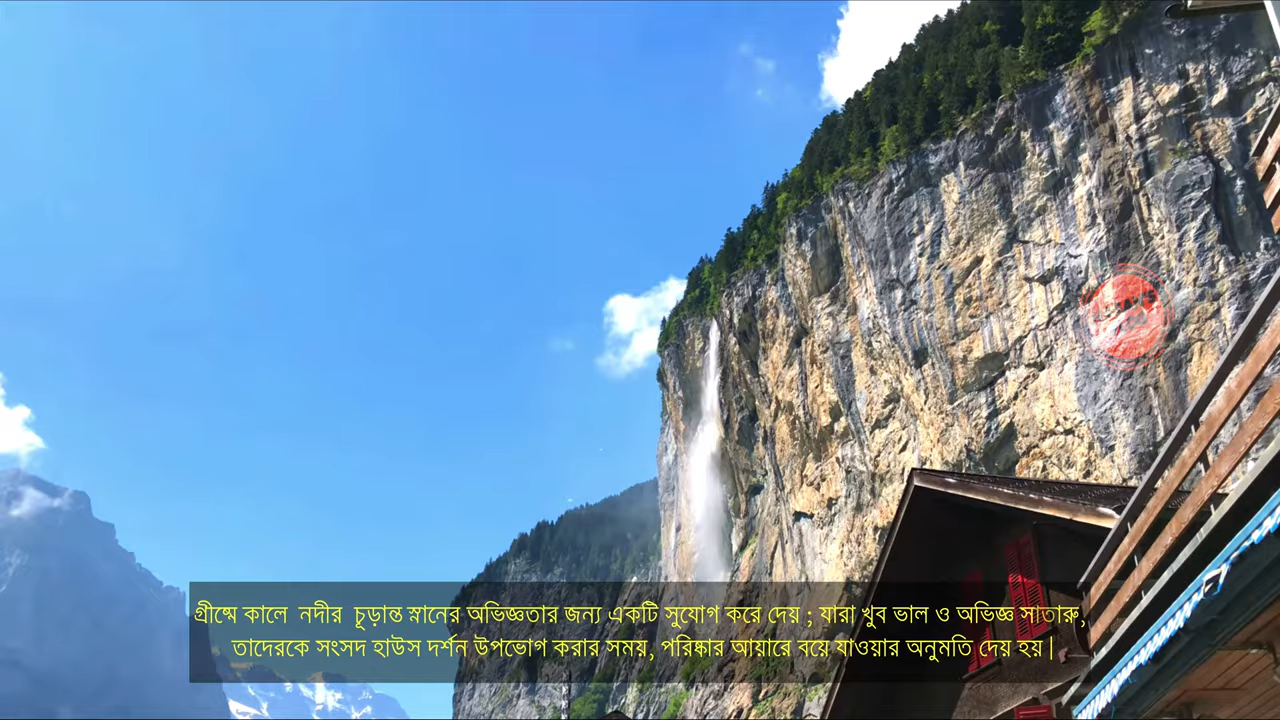 গ্রীষ্মে কালে নদীর চূড়ান্ত স্নানের অভিজ্ঞতার জন্য একটি সুযোগ করে দেয় ; যারা খুব ভাল ও অভিজ্ঞ সাতারু,
তাদেরকে সংসদ হাউস দর্শন উপভোগ করার সময়, পরিষ্কার আয়ারে বয়ে যাওয়ার অনুমতি দেয় হয় |